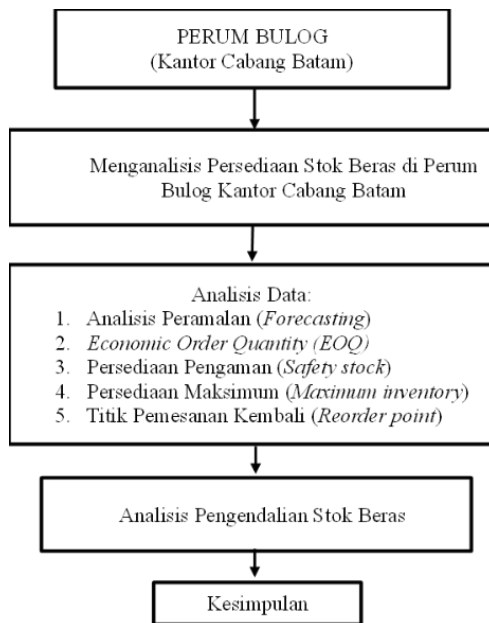 PERUM BULOG
(Kantor Cabang Batam)
Menganalisis Persediaan Stok Beras di Perum
Bulog Kantor Cabang Batam
Analisis Data:
1. Analisis Peramalan (Forecasting)
2. Economic Order Quantity (EOQ)
3. Persediaan Pengaman (Safety stock)
4. Persediaan Maksimum (Maximum inventory)
5. Titik Pemesanan Kembali (Reorder point)
Analisis Pengendalian Stok Beras
Kesimpulan